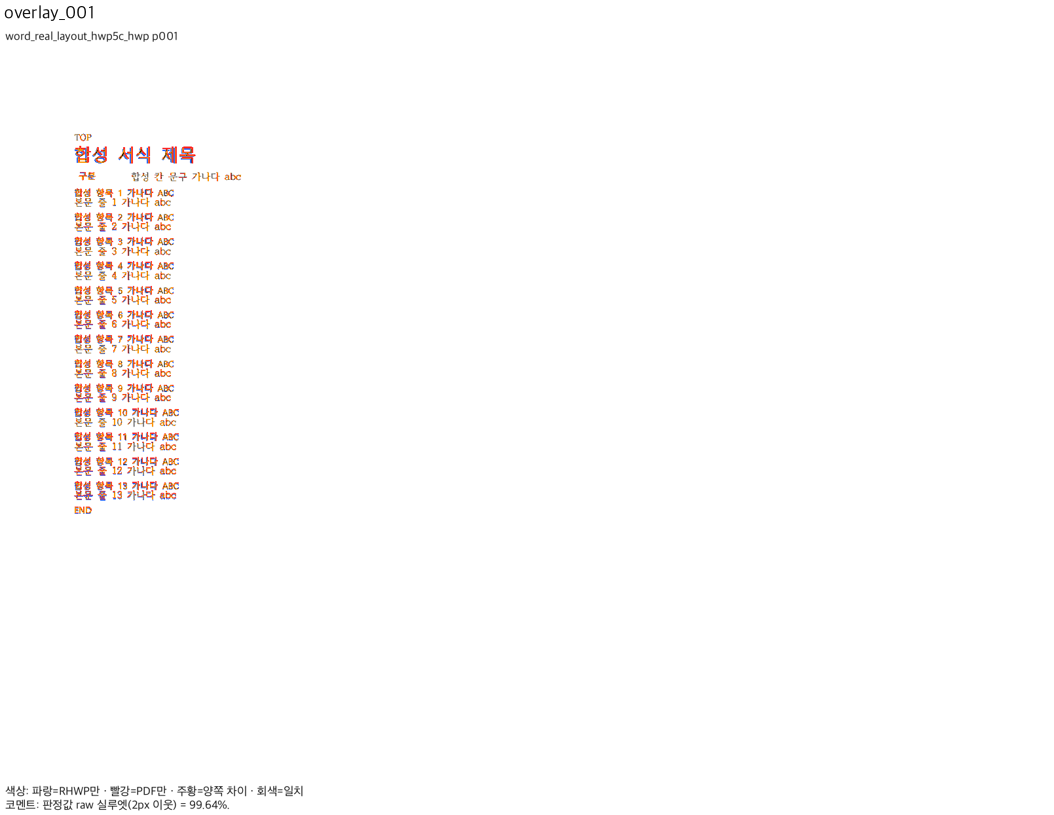 overlay_001
word_real_layout_hwp5c_hwp p001
TOP
합성 서식 제목
구분 합성 칸 문구 가나다 abc
합성 항목 1 가나다 ABC
본문 줄 1 가나다 abc
합성 항목 2 가나다 ABC
본문 줄 2 가나다 abc
합성 항목 3 가나다 ABC
본문 줄 3 가나다 abc
합성 항목 4 가나다 ABC
본문 줄 4 가나다 abc
합성 항목 5 가나다 ABC
본문 줄 5 가나다 abc
합성 항목 6 가나다 ABC
본문 줄 6 가나다 abc
합성 항목 7 가나다 ABC
본문 줄 7 가나다 abc
합성 항목 8 가나다 ABC
본문 줄 8 가나다 abc
합성 항목 9 가나다 ABC
본문 줄 9 가나다 abc
합성 항목 10 가나다 ABC
본문 줄 10 가나다 abc
합성 항목 11 가나다 ABC
본문 줄 11 가나다 abc
합성 항목 12 가나다 ABC
본문 줄 12 가나다 abc
합성 항목 13 가나다 ABC
본문 줄 13 가나다 abc
END
색상: 파랑=RHWP만 · 빨강=PDF만 · 주황=양쪽 차이 · 회색=일치
코멘트: 판정값 raw 실루엣(2px 이웃) = 99.64%.